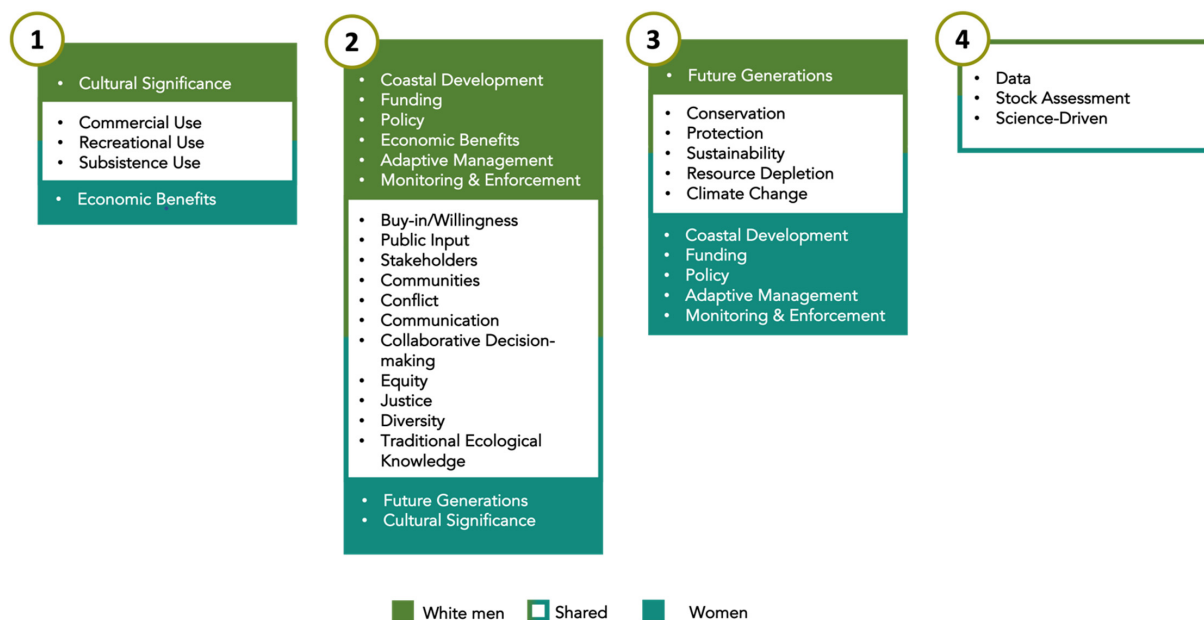 1
• Cultural Significance
• Commercial Use
• Recreational Use
• Subsistence Use
• Economic Benefits
2
• Coastal Development
• Funding
• Policy
• Economic Benefits
• Adaptive Management
• Monitoring & Enforcement
• Buy-in/Willingness
• Public Input
• Stakeholders
• Communities
• Conflict
• Communication
• Collaborative Decision-
making
• Equity
• Justice
• Diversity
• Traditional Ecological
Knowledge
• Future Generations
• Cultural Significance
3
• Future Generations
• Conservation
• Protection
• Sustainability
• Resource Depletion
• Climate Change
• Coastal Development
• Funding
• Policy
• Adaptive Management
• Monitoring & Enforcement
4
• Data
• Stock Assessment
• Science-Driven
White men
Shared
Women